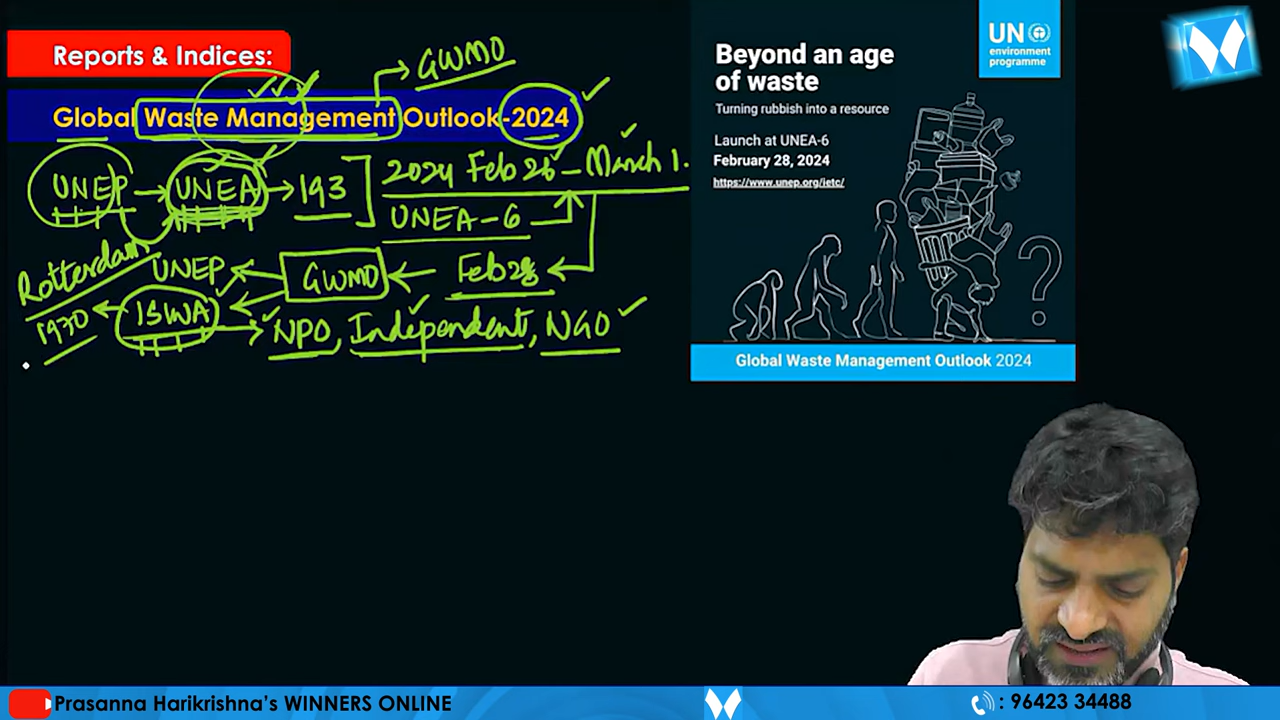 Reports & Indices:
GWMO
Global Waste Management Outlook-2024
UNEP → UNEA → 193 2024 Feb 26 - March 1.
UNEA-6
Rotterdam UNEP GWMO Feb 28
1970 ISWA NPO, Independent, NGO
UN
environment
programme
Beyond an age
of waste
Turning rubbish into a resource
Launch at UNEA-6
February 28, 2024
https://www.unep.org/ietc/
?
Global Waste Management Outlook 2024
W
Prasanna Harikrishna's WINNERS ONLINE
W
: 96423 34488